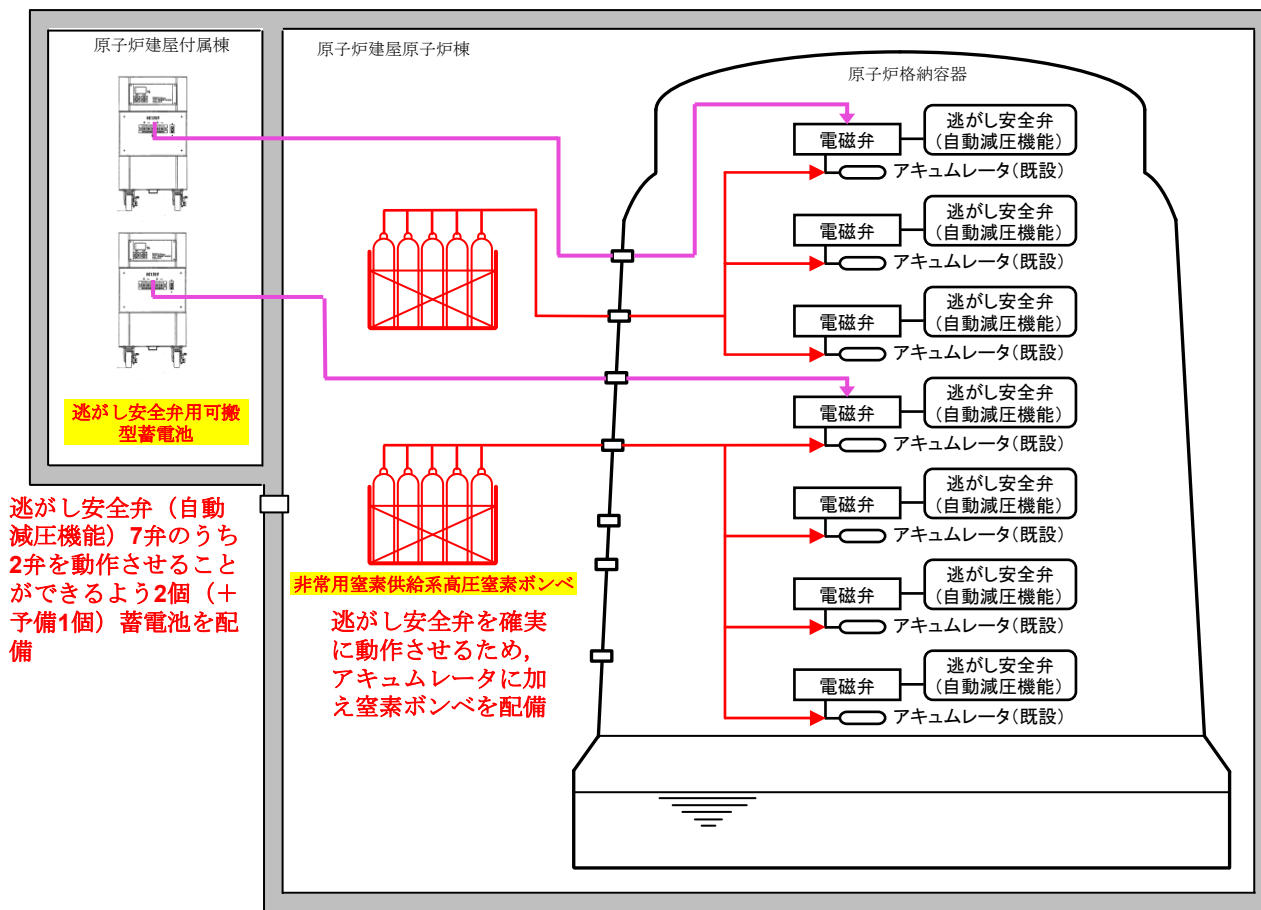 原子炉建屋付属棟
原子炉建屋原子炉棟
原子炉格納容器
逃がし安全弁用可搬
型蓄電池
逃がし安全弁（自動
減圧機能）7弁のうち
2弁を動作させること
ができるよう2個（＋
予備1個）蓄電池を配
備
非常用窒素供給系高圧窒素ボンベ
逃がし安全弁を確実
に動作させるため，
アキュムレータに加
え窒素ボンベを配備
電磁弁
逃がし安全弁
(自動減圧機能)
アキュムレータ(既設)
電磁弁
逃がし安全弁
(自動減圧機能)
アキュムレータ(既設)
電磁弁
逃がし安全弁
(自動減圧機能)
アキュムレータ(既設)
電磁弁
逃がし安全弁
(自動減圧機能)
アキュムレータ(既設)
電磁弁
逃がし安全弁
(自動減圧機能)
アキュムレータ(既設)
電磁弁
逃がし安全弁
(自動減圧機能)
アキュムレータ(既設)
電磁弁
逃がし安全弁
(自動減圧機能)
アキュムレータ(既設)